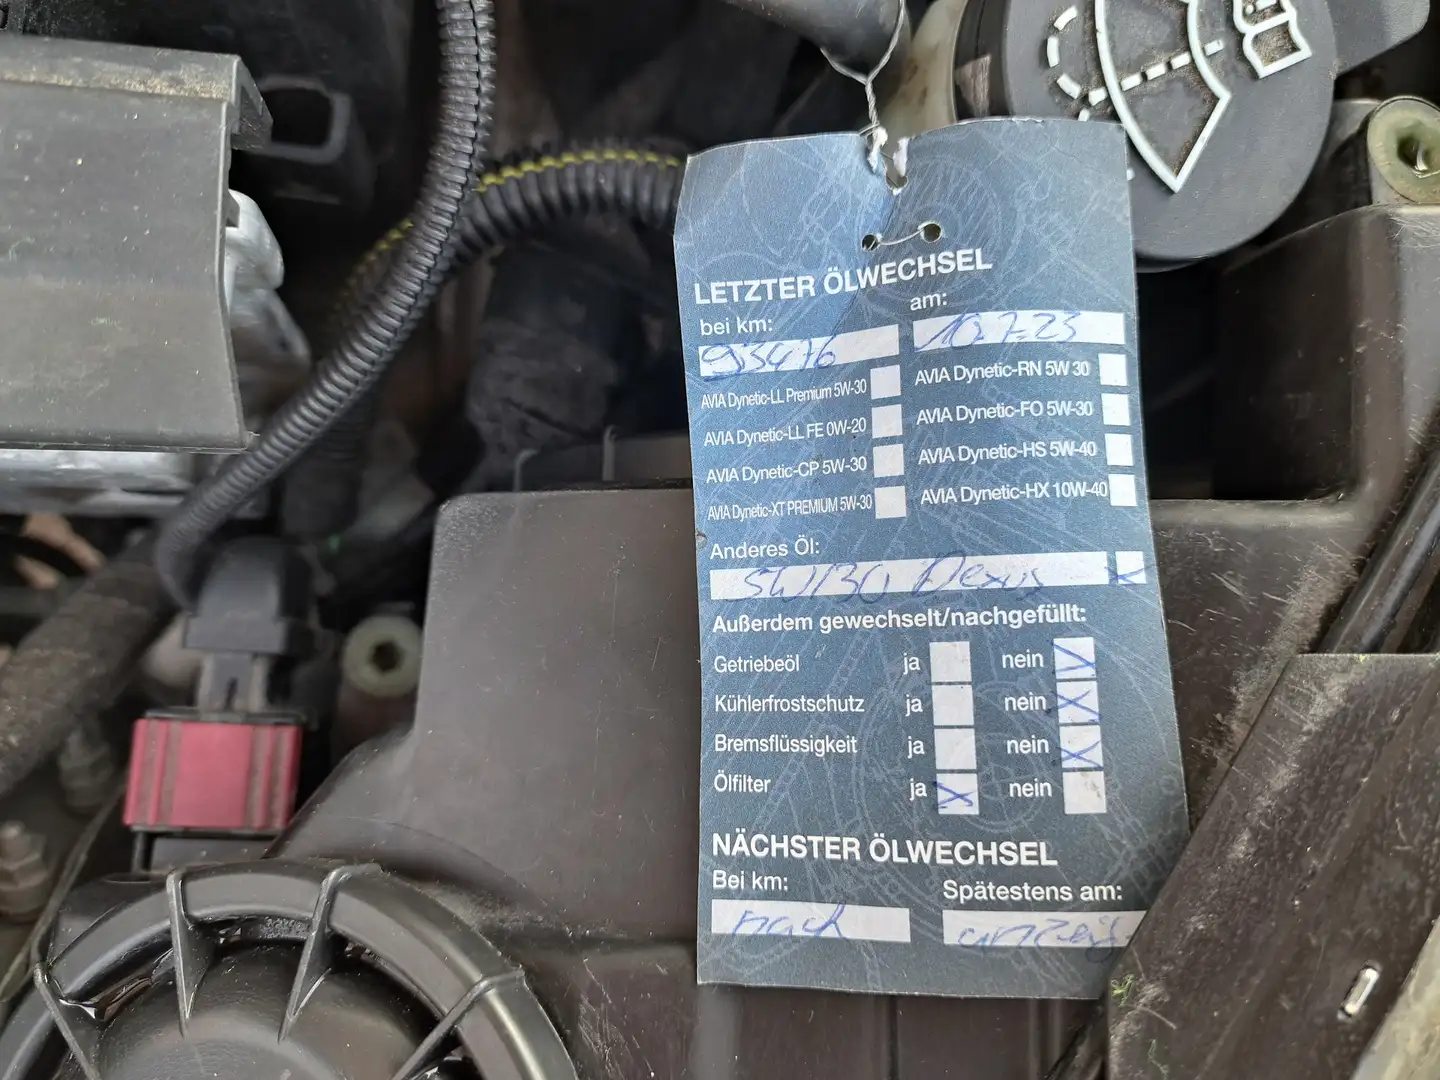 LETZTER ÖLWECHSEL
bei km: am:
93476 10.7.23
AVIA Dynetic-LL Premium 5W-30 AVIA Dynetic-RN 5W 30
AVIA Dynetic-LL FE 0W-20 AVIA Dynetic-FO 5W-30
AVIA Dynetic-CP 5W-30 AVIA Dynetic-HS 5W-40
AVIA Dynetic-XT PREMIUM 5W-30 AVIA Dynetic-HX 10W-40
Anderes Öl:
5W/30 Dexos X
Außerdem gewechselt/nachgefüllt:
Getriebeöl ja nein X
Kühlerfrostschutz ja nein X
Bremsflüssigkeit ja nein X
Ölfilter ja X nein
NÄCHSTER ÖLWECHSEL
Bei km: Spätestens am:
nach anzeige